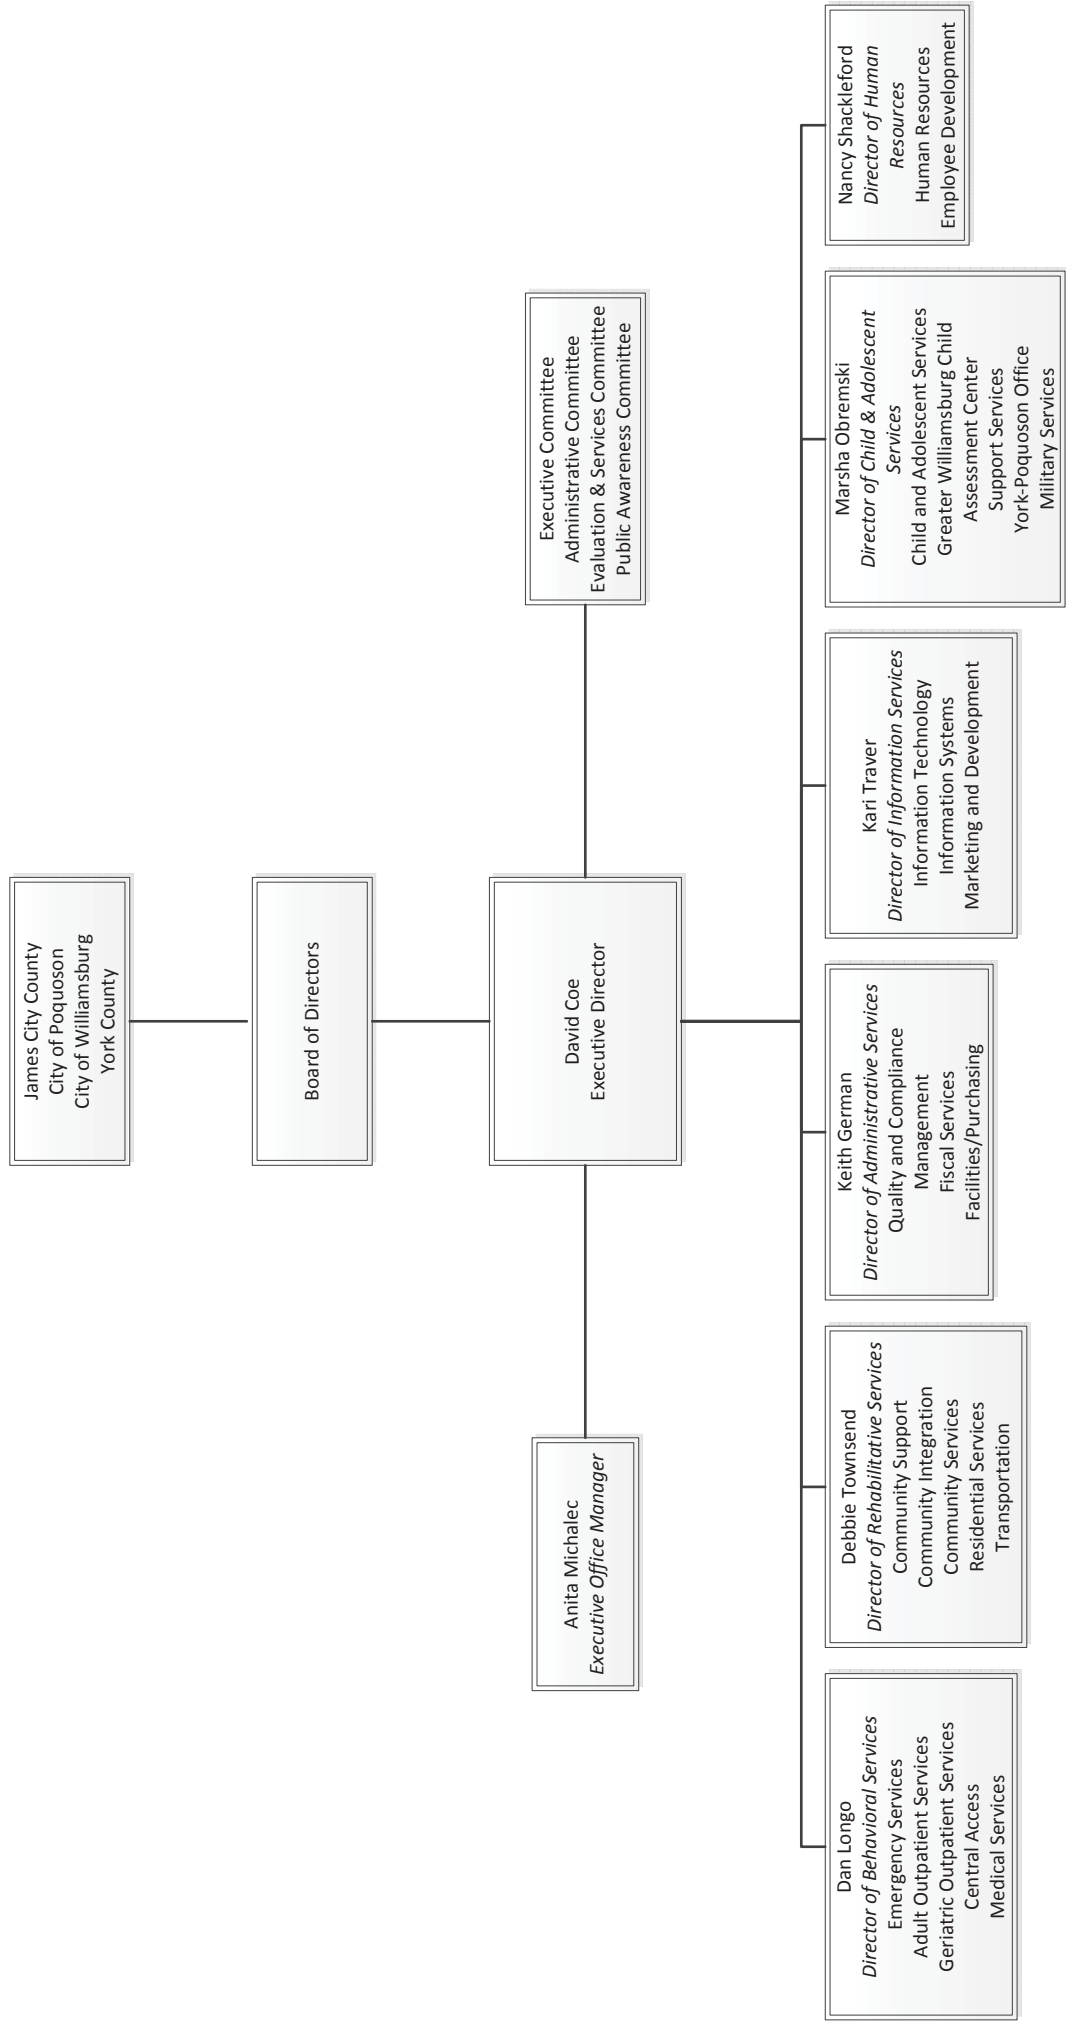 James City County
City of Poquoson
City of Williamsburg
York County
Board of Directors
David Coe
Executive Director
Anita Michalec
Executive Office Manager
Executive Committee
Administrative Committee
Evaluation & Services Committee
Public Awareness Committee
Dan Longo
Director of Behavioral Services
Emergency Services
Adult Outpatient Services
Geriatric Outpatient Services
Central Access
Medical Services
Debbie Townsend
Director of Rehabilitative Services
Community Support
Community Integration
Community Services
Residential Services
Transportation
Keith German
Director of Administrative Services
Quality and Compliance
Management
Fiscal Services
Facilities/Purchasing
Kari Traver
Director of Information Services
Information Technology
Information Systems
Marketing and Development
Marsha Obremski
Director of Child & Adolescent
Services
Child and Adolescent Services
Greater Williamsburg Child
Assessment Center
Support Services
York-Poquoson Office
Military Services
Nancy Shackleford
Director of Human
Resources
Human Resources
Employee Development